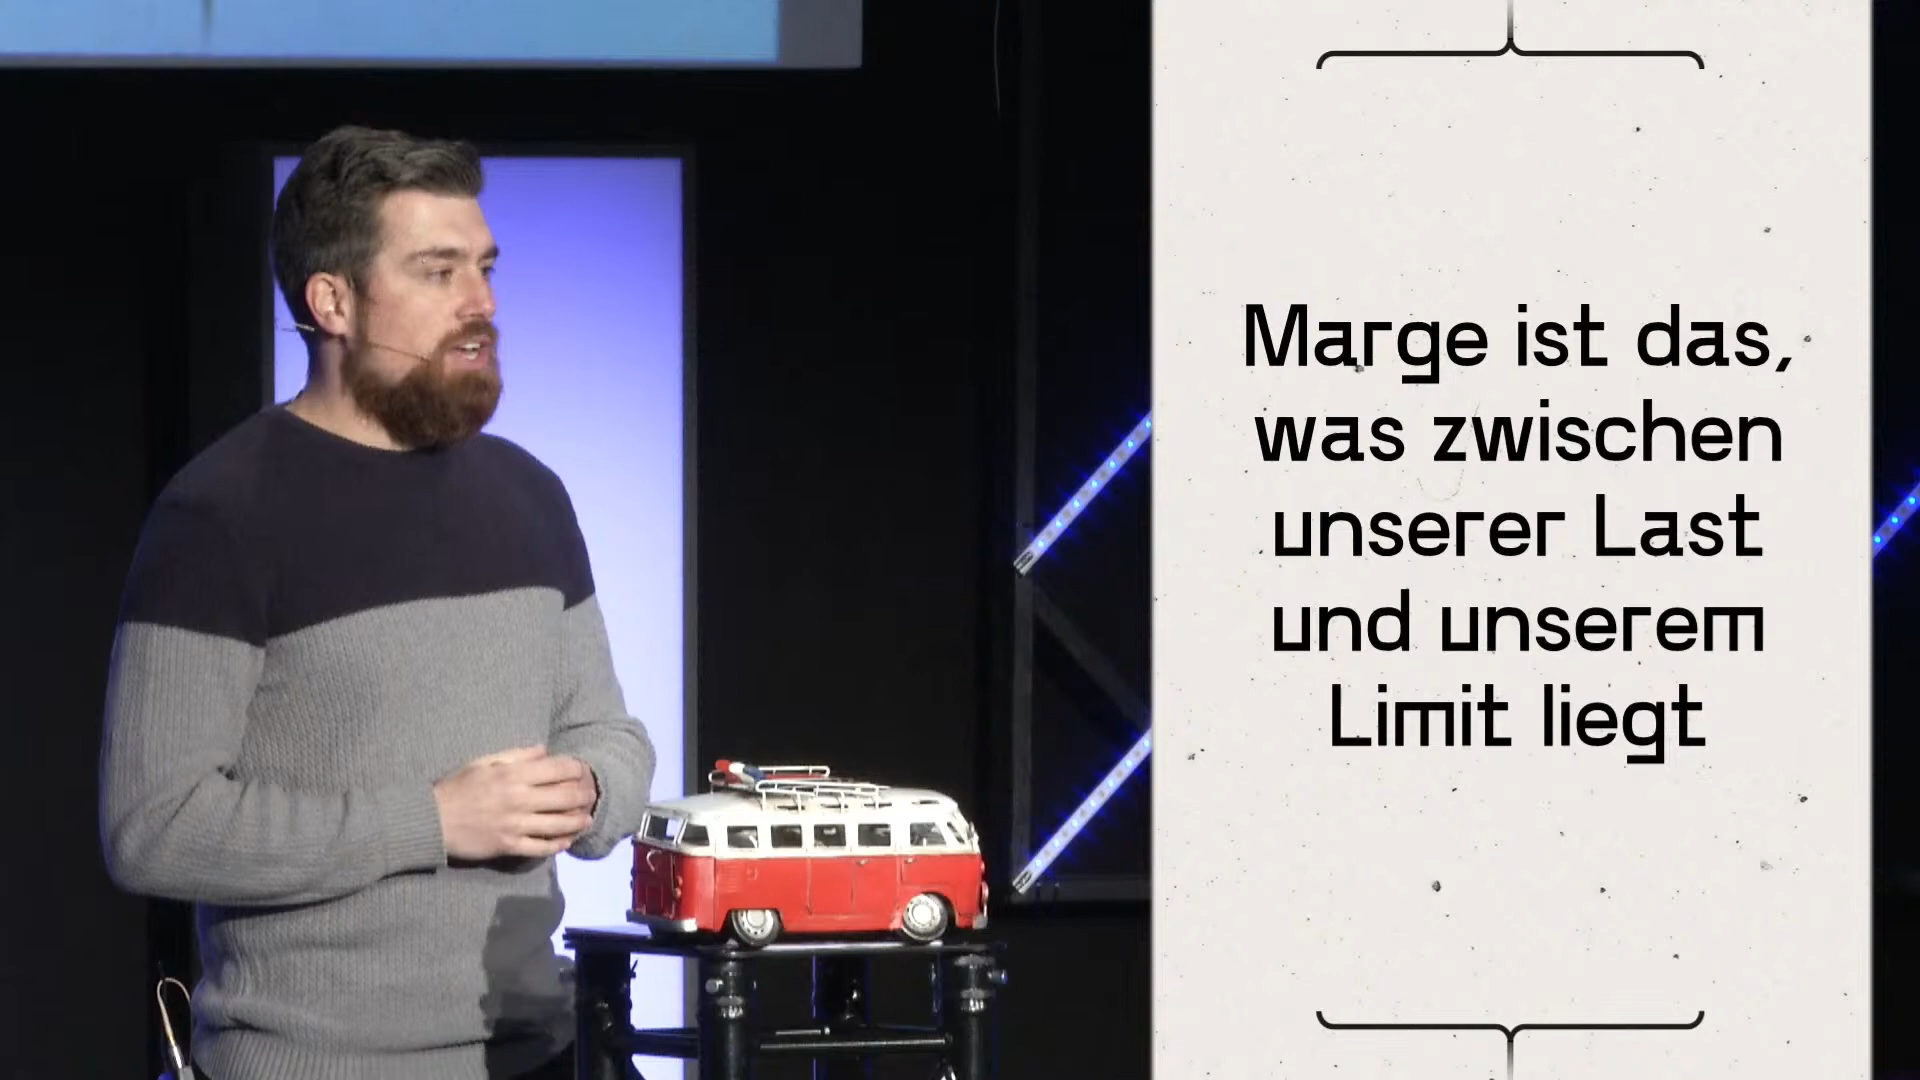 Marge ist das,
was zwischen
unserer Last
und unserem
Limit liegt